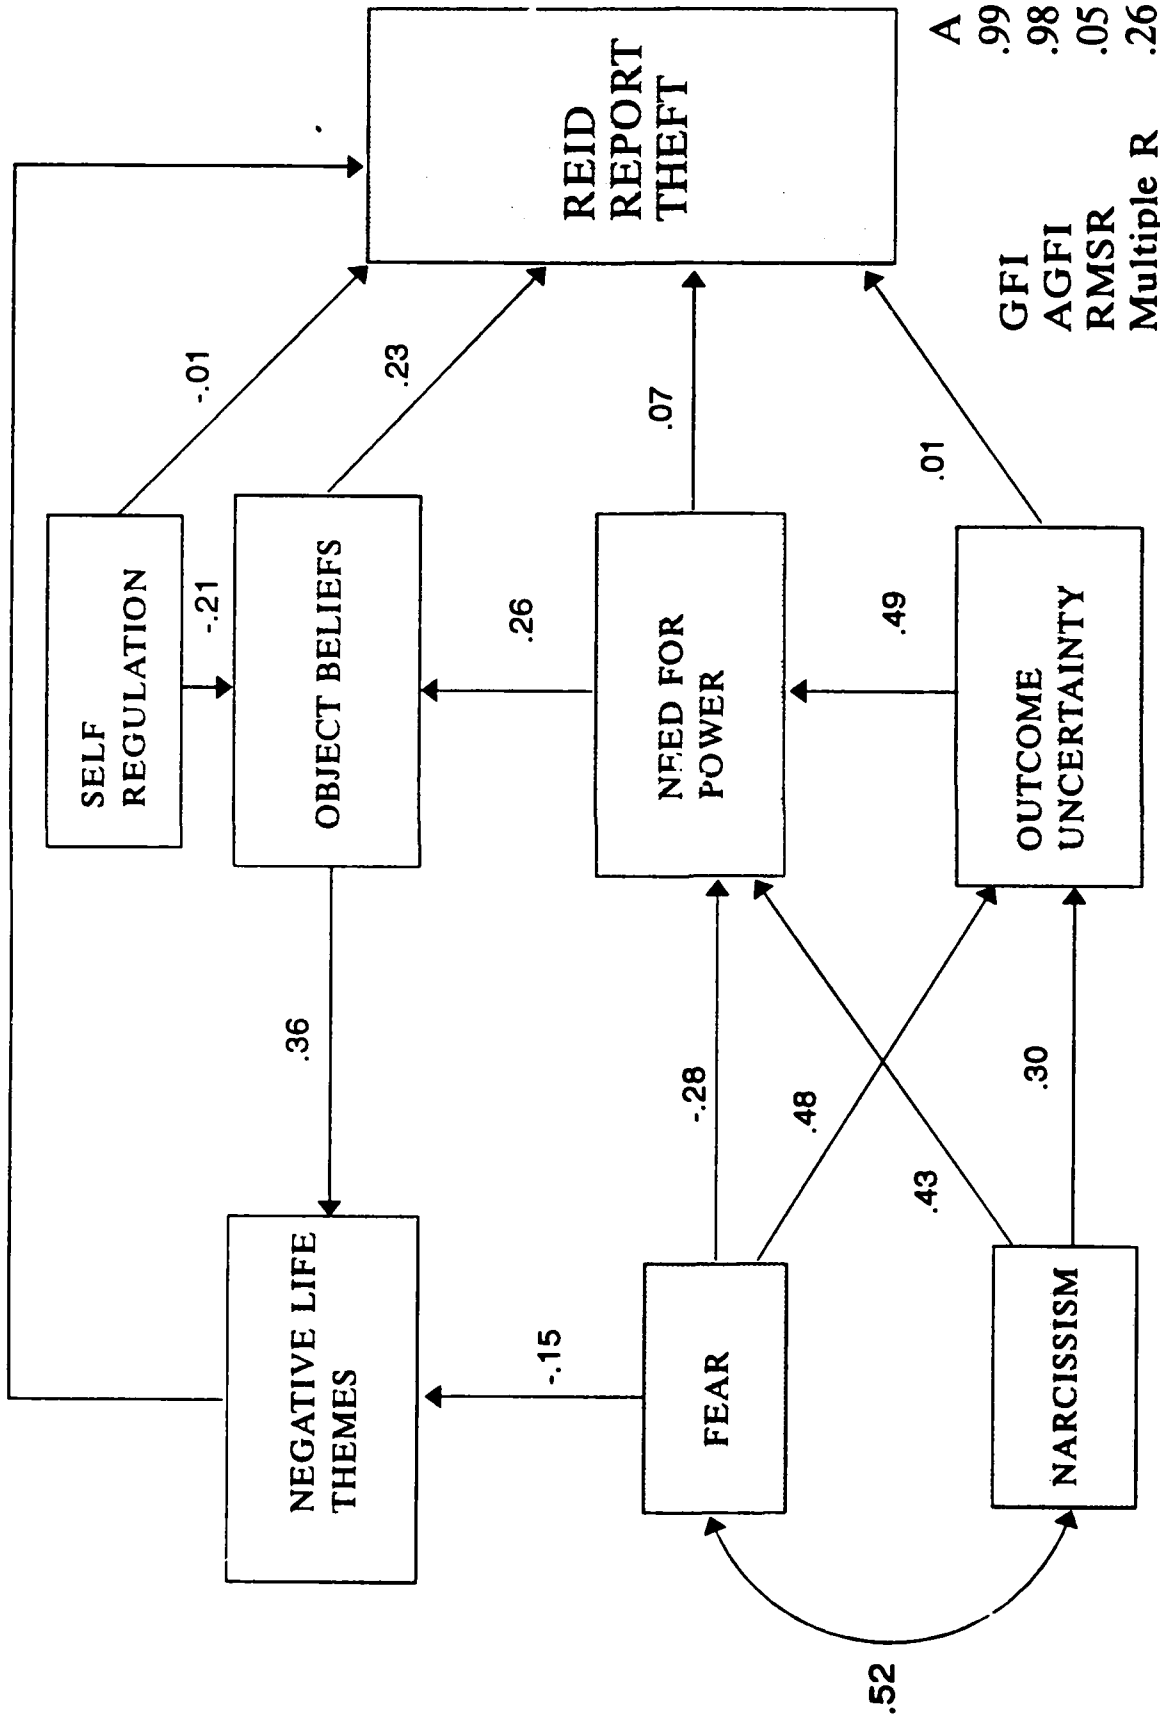 SELF
REGULATION
-.01
-.21
NEGATIVE LIFE
THEMES
.36
OBJECT BELIEFS
.23
REID
REPORT
THEFT
-.15
.26
FEAR
-.28
NEED FOR
POWER
.07
.48
.52
.43
.49
.01
NARCISSISM
.30
OUTCOME
UNCERTAINTY
A
GFI .99
AGFI .98
RMSR .05
Multiple R .26